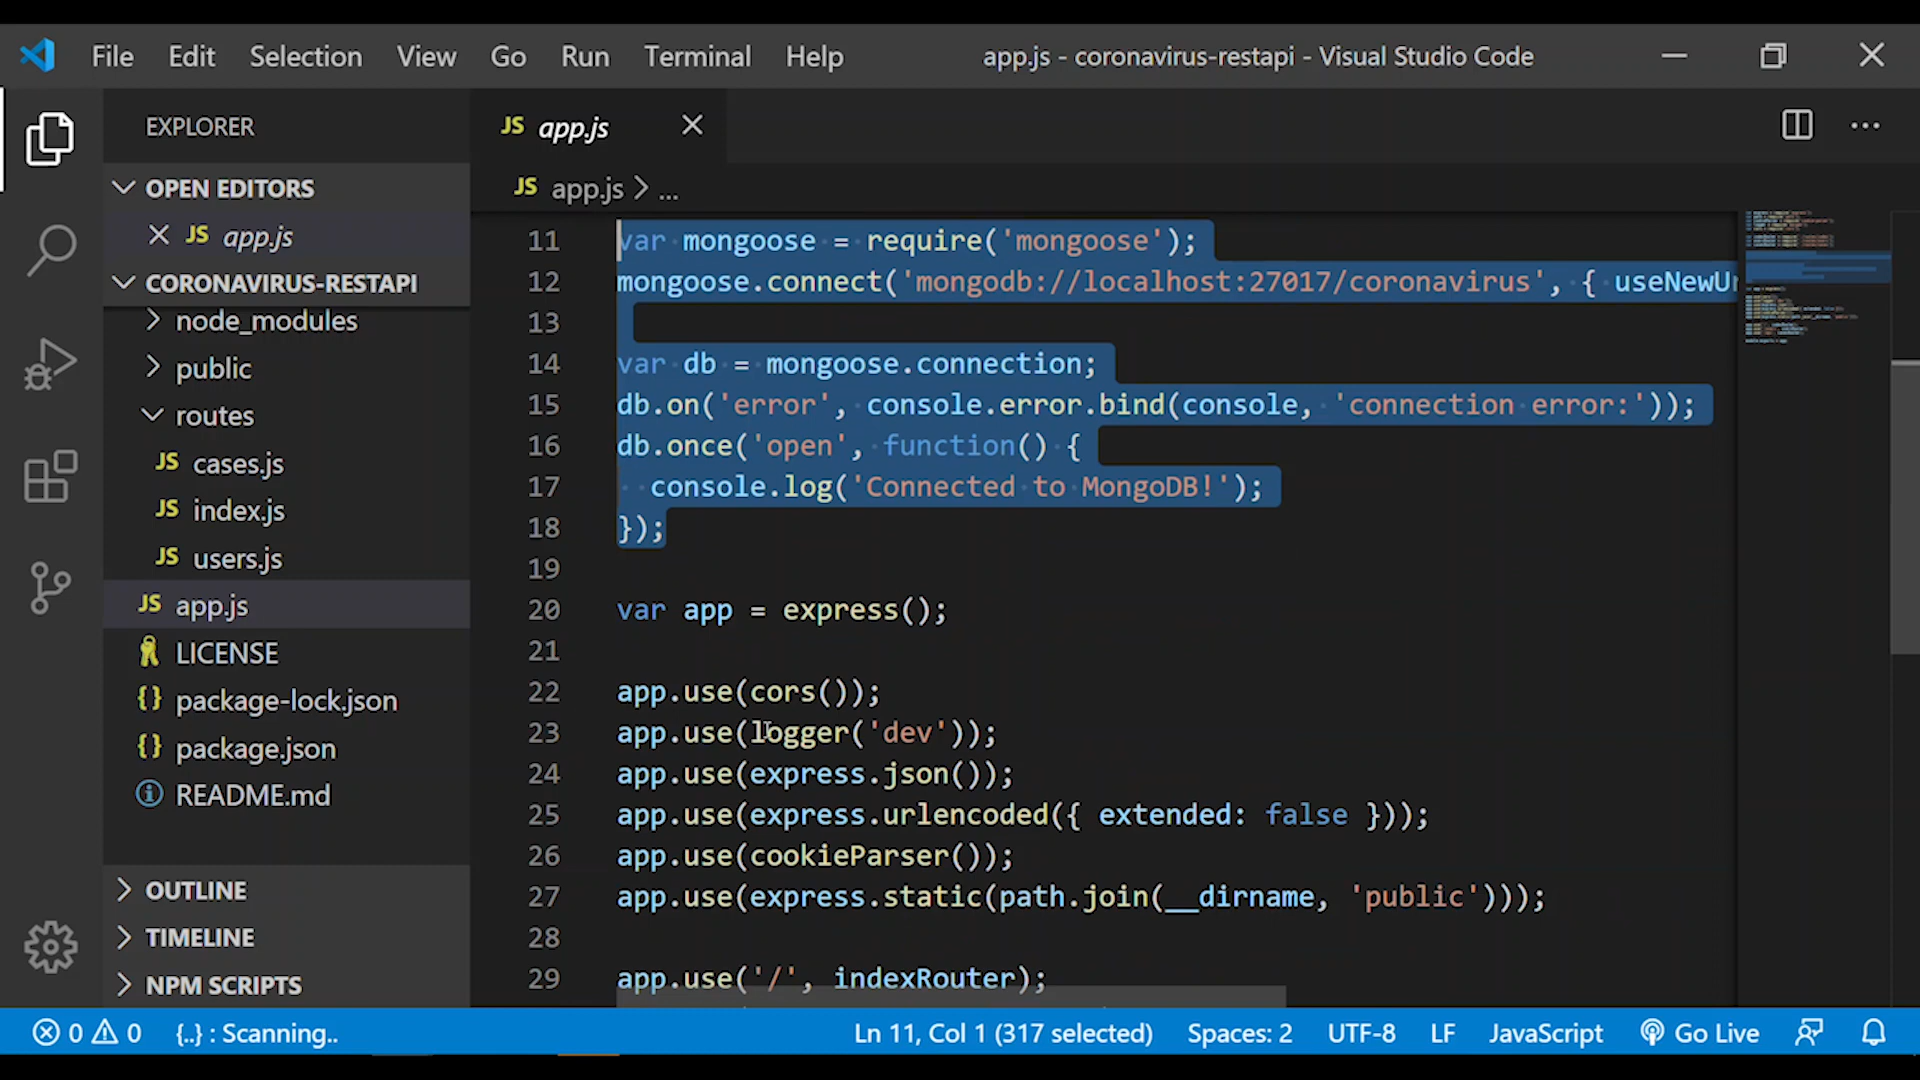 File Edit Selection View Go Run Terminal Help app.js - coronavirus-restapi - Visual Studio Code
EXPLORER
OPEN EDITORS
JS app.js
CORONAVIRUS-RESTAPI
node_modules
public
routes
JS cases.js
JS index.js
JS users.js
JS app.js
LICENSE
{} package-lock.json
{} package.json
README.md
OUTLINE
TIMELINE
NPM SCRIPTS
JS app.js
JS app.js > ...
11 var mongoose = require('mongoose');
12 mongoose.connect('mongodb://localhost:27017/coronavirus', { useNewUr
13
14 var db = mongoose.connection;
15 db.on('error', console.error.bind(console, 'connection error:'));
16 db.once('open', function() {
17 console.log('Connected to MongoDB!');
18 });
19
20 var app = express();
21
22 app.use(cors());
23 app.use(logger('dev'));
24 app.use(express.json());
25 app.use(express.urlencoded({ extended: false }));
26 app.use(cookieParser());
27 app.use(express.static(path.join(__dirname, 'public')));
28
29 app.use('/', indexRouter);
0 0 {..} : Scanning.. Ln 11, Col 1 (317 selected) Spaces: 2 UTF-8 LF JavaScript Go Live